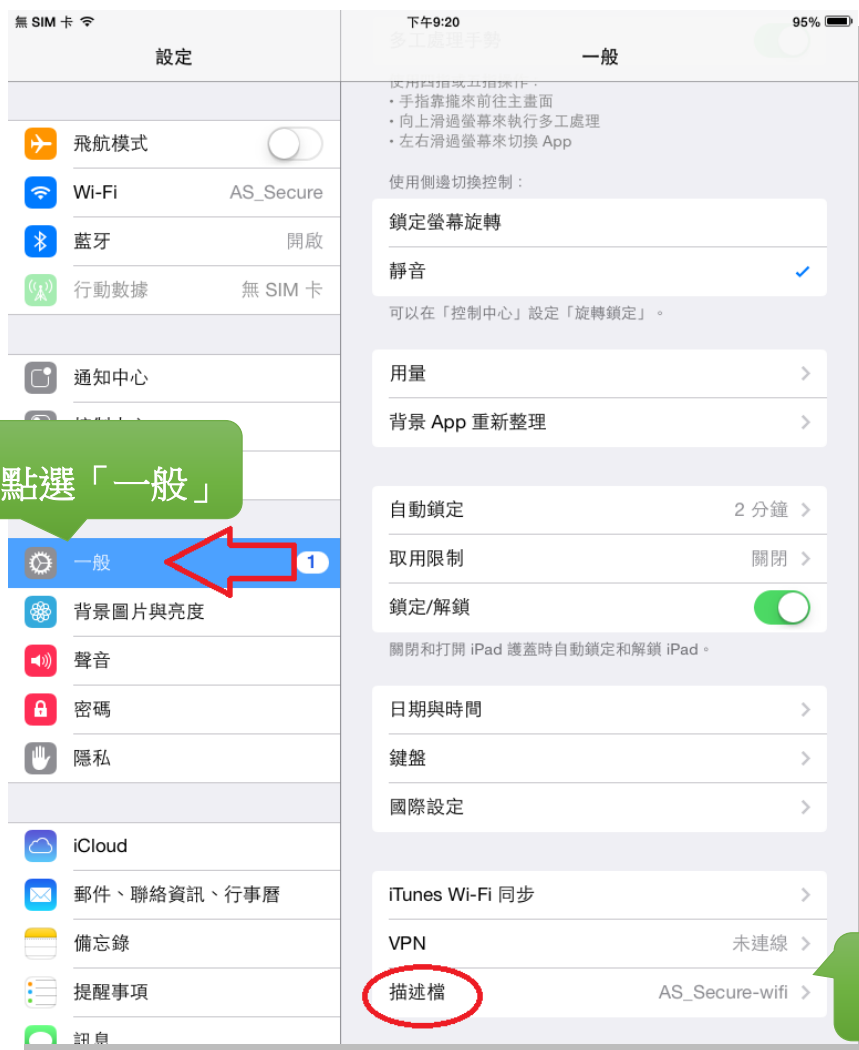 無 SIM 卡
下午9:20
95%
設定
飛航模式
Wi-Fi
AS_Secure
藍牙
開啟
行動數據
無 SIM 卡
通知中心
點選「一般」
一般
1
背景圖片與亮度
聲音
密碼
隱私
iCloud
郵件、聯絡資訊、行事曆
備忘錄
提醒事項
訊息
多工處理手勢
一般
使用四指或五指操作：
• 手指靠攏來前往主畫面
• 向上滑過螢幕來執行多工處理
• 左右滑過螢幕來切換 App
使用側邊切換控制：
鎖定螢幕旋轉
靜音
可以在「控制中心」設定「旋轉鎖定」。
用量
背景 App 重新整理
自動鎖定
2 分鐘
取用限制
關閉
鎖定/解鎖
關閉和打開 iPad 護蓋時自動鎖定和解鎖 iPad。
日期與時間
鍵盤
國際設定
iTunes Wi-Fi 同步
VPN
未連線
描述檔
AS_Secure-wifi